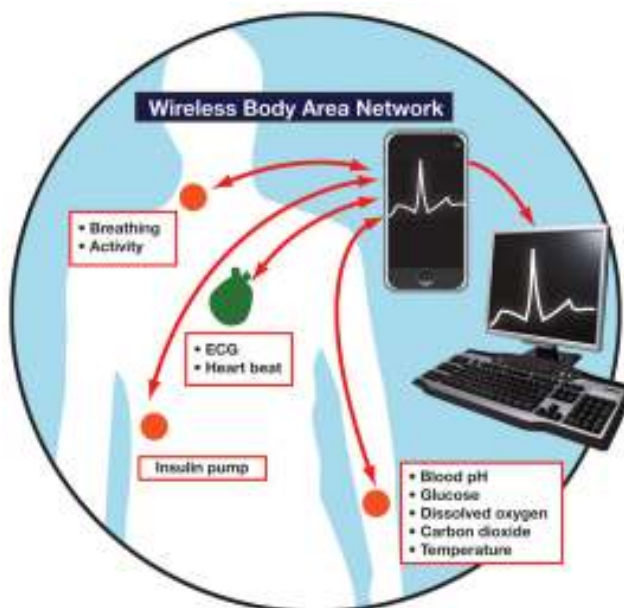 Wireless Body Area Network
• Breathing
• Activity
• ECG
• Heart beat
Insulin pump
• Blood pH
• Glucose
• Dissolved oxygen
• Carbon dioxide
• Temperature